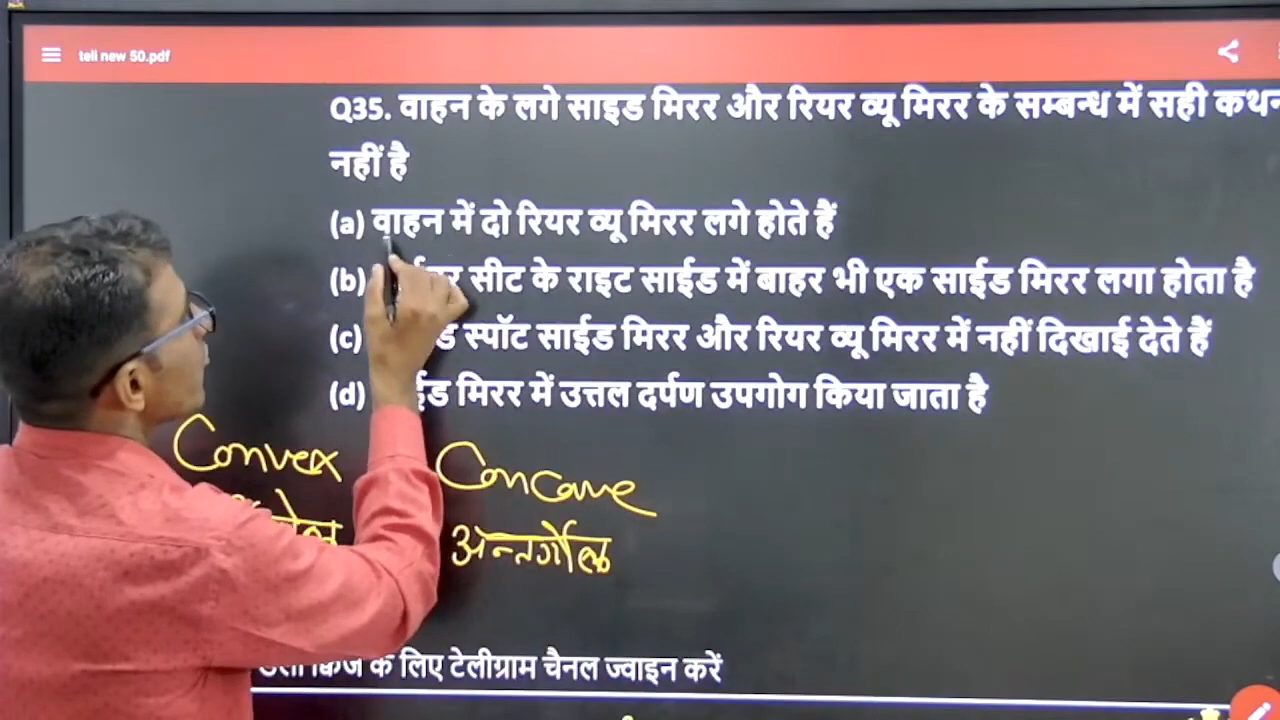 teli new 50.pdf
Q35. वाहन के लगे साइड मिरर और रियर व्यू मिरर के सम्बन्ध में सही कथन
नहीं है
(a) वाहन में दो रियर व्यू मिरर लगे होते हैं
(b) सीट के राइट साईड में बाहर भी एक साईड मिरर लगा होता है
(c) स्पॉट साईड मिरर और रियर व्यू मिरर में नहीं दिखाई देते हैं
(d) मिरर में उत्तल दर्पण उपगोग किया जाता है
Convex Concave
अन्तर्गोल
के लिए टेलीग्राम चैनल ज्वाइन करें